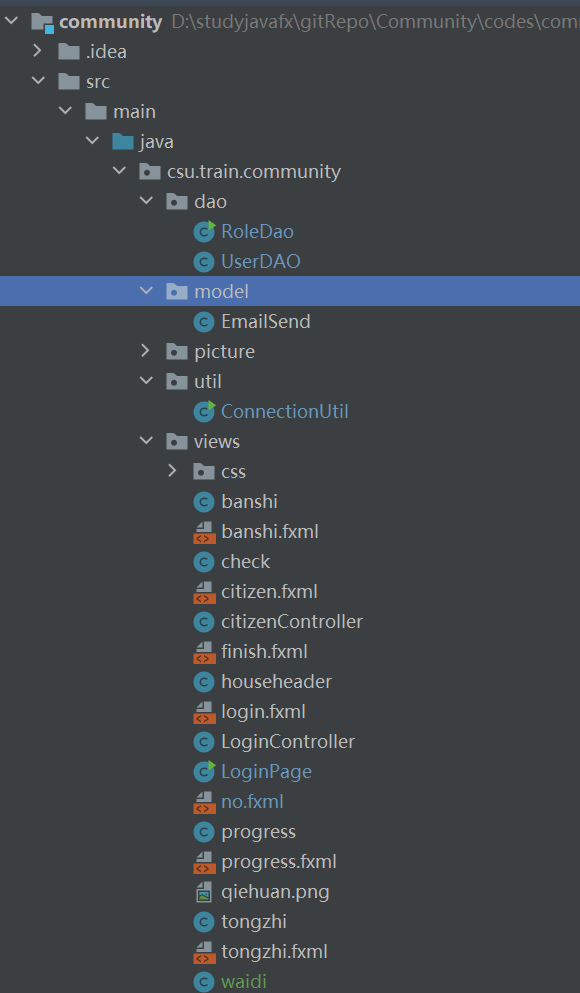 community D:\studyjavafx\gitRepo\Community\codes\com
.idea
src
main
java
csu.train.community
dao
RoleDao
UserDAO
model
EmailSend
picture
util
ConnectionUtil
views
css
banshi
banshi.fxml
check
citizen.fxml
citizenController
finish.fxml
househeader
login.fxml
LoginController
LoginPage
no.fxml
progress
progress.fxml
qiehuan.png
tongzhi
tongzhi.fxml
waidi